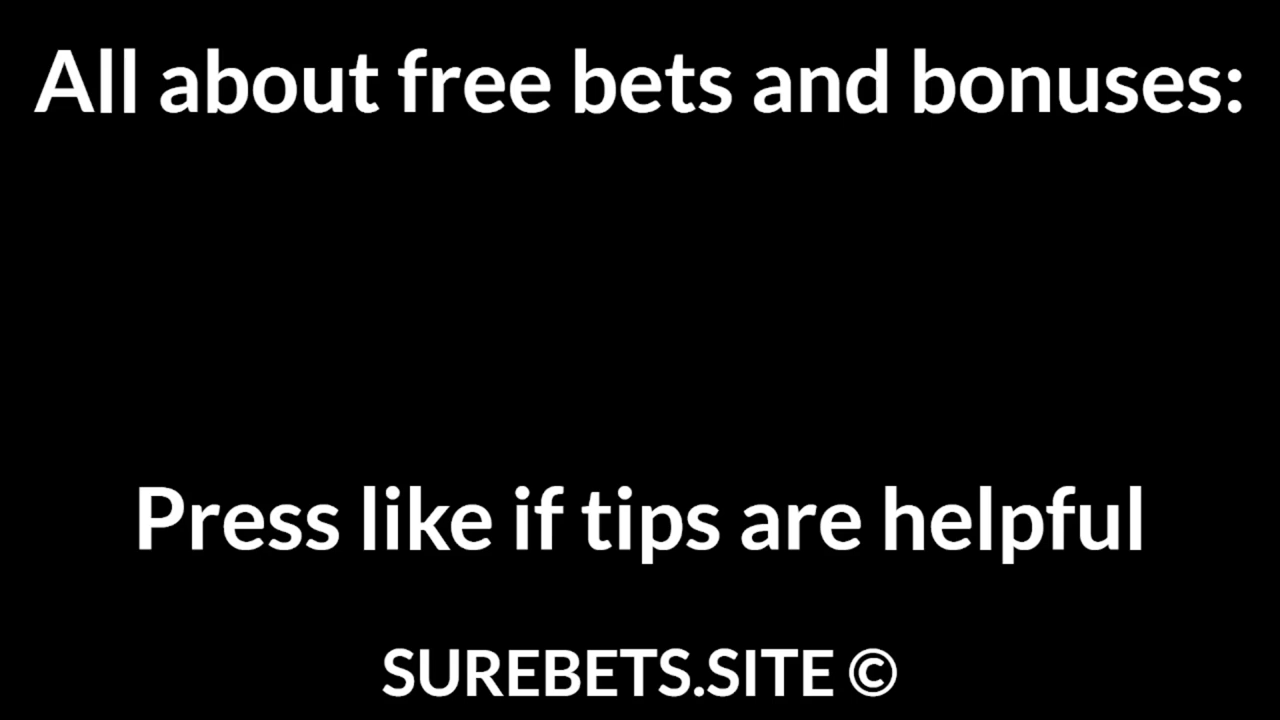 All about free bets and bonuses:
Press like if tips are helpful
SUREBETS.SITE ©